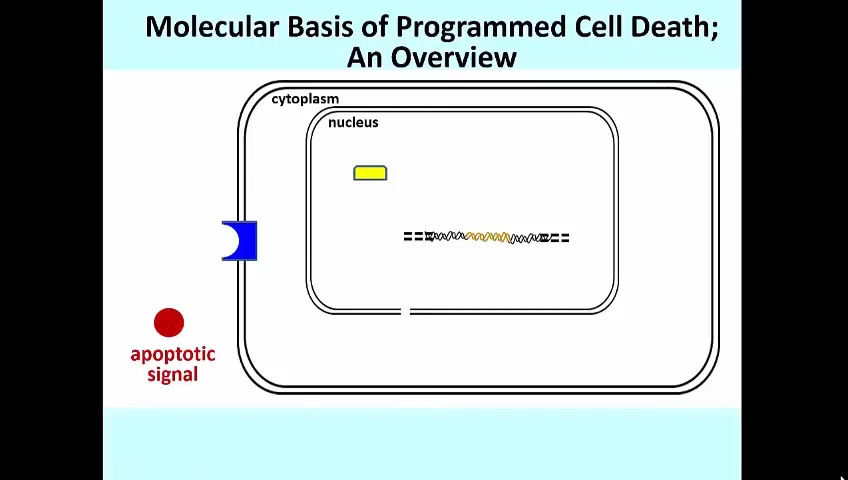 Molecular Basis of Programmed Cell Death;
An Overview
cytoplasm
nucleus
apoptotic
signal